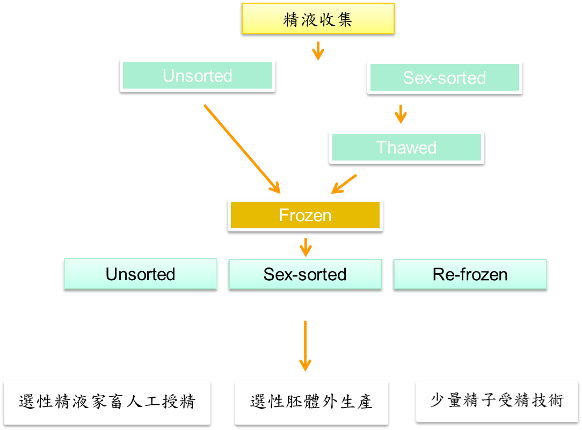 精液收集
Unsorted
Sex-sorted
Thawed
Frozen
Unsorted
Sex-sorted
Re-frozen
選性精液家畜人工授精
選性胚體外生產
少量精子受精技術